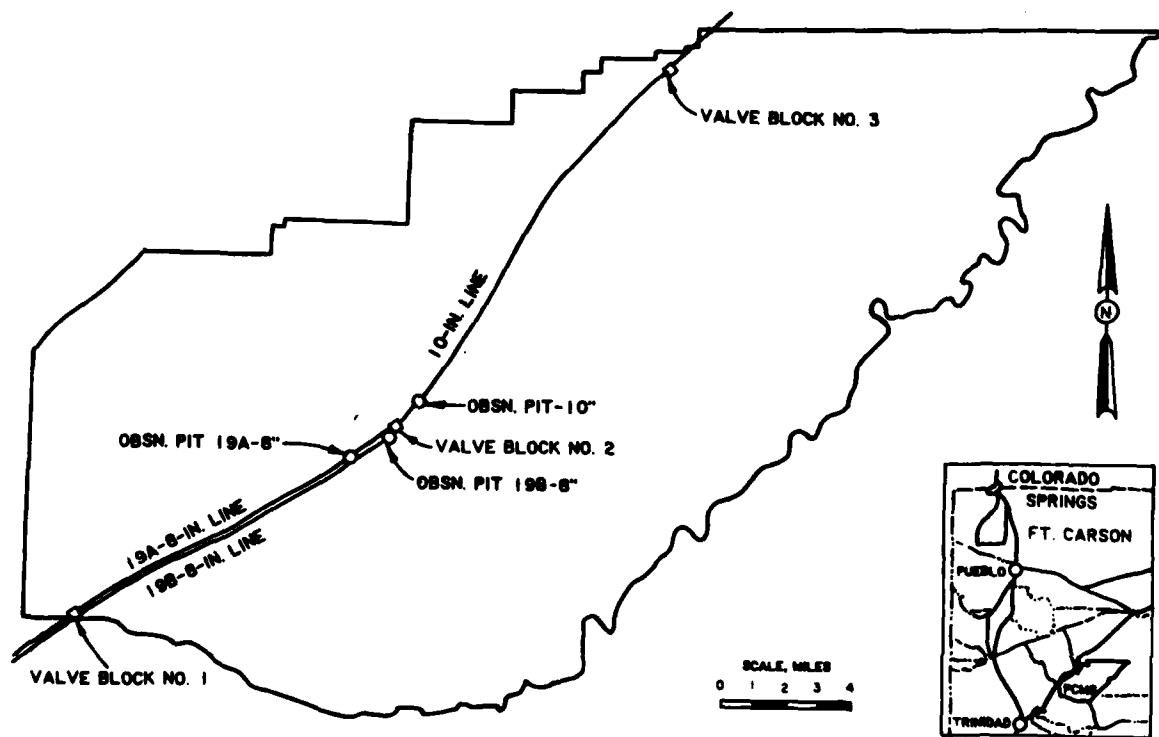 VALVE BLOCK NO. 3
10-IN. LINE
N
OBSN. PIT-10"
OBSN. PIT 19A-6"
VALVE BLOCK NO. 2
OBSN. PIT 19B-6"
19A-8-IN. LINE
19B-8-IN. LINE
VALVE BLOCK NO. 1
SCALE, MILES
0 1 2 3 4
COLORADO
SPRINGS
FT. CARSON
PUEBLO
PCMS
TRINIDAD